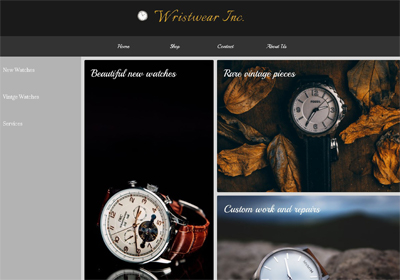 Wristwear Inc.
Home Shop Contact About Us
New Watches
Vintage Watches
Services
Beautiful new watches
Rare vintage pieces
Custom work and repairs